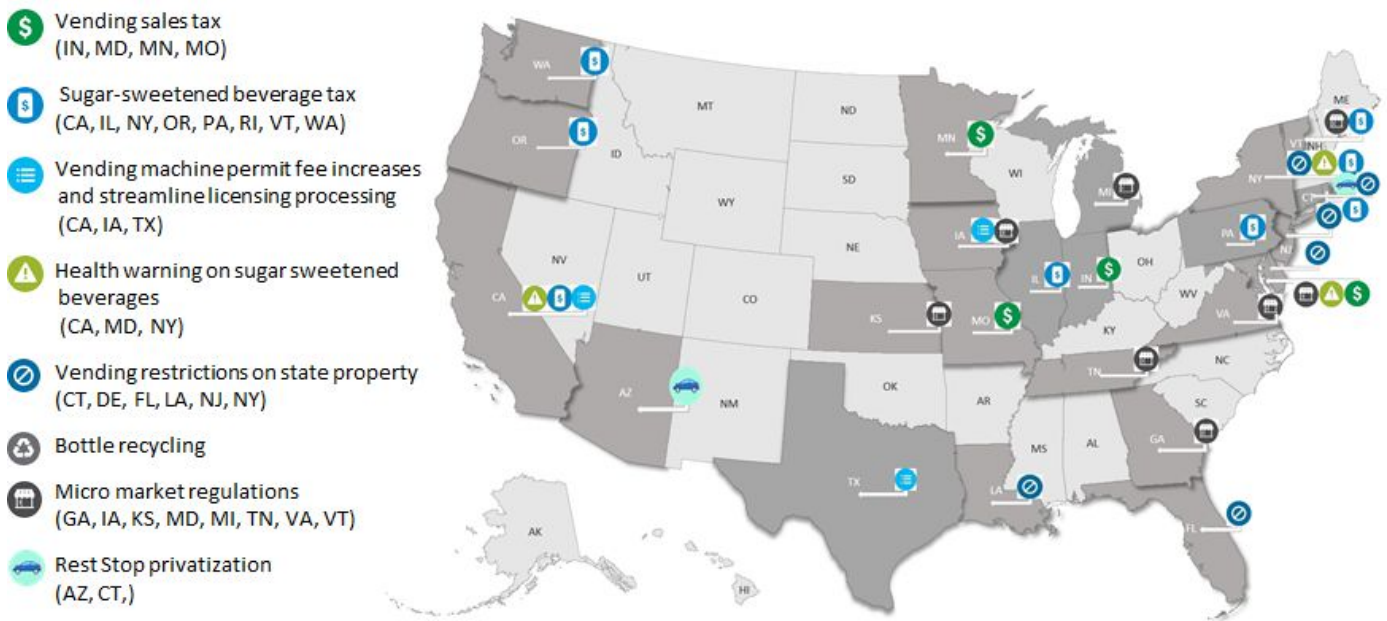 Vending sales tax
(IN, MD, MN, MO)
Sugar-sweetened beverage tax
(CA, IL, NY, OR, PA, RI, VT, WA)
Vending machine permit fee increases
and streamline licensing processing
(CA, IA, TX)
Health warning on sugar sweetened
beverages
(CA, MD, NY)
Vending restrictions on state property
(CT, DE, FL, LA, NJ, NY)
Bottle recycling
Micro market regulations
(GA, IA, KS, MD, MI, TN, VA, VT)
Rest Stop privatization
(AZ, CT,)
WA
MT
ND
MN
ME
OR
ID
SD
WI
MI
VT
NH
NY
CT
WY
IA
PA
NJ
NE
NV
UT
CO
IL
IN
OH
WV
VA
CA
KS
MO
KY
NC
TN
AZ
NM
OK
AR
SC
MS
AL
GA
TX
LA
FL
AK
HI